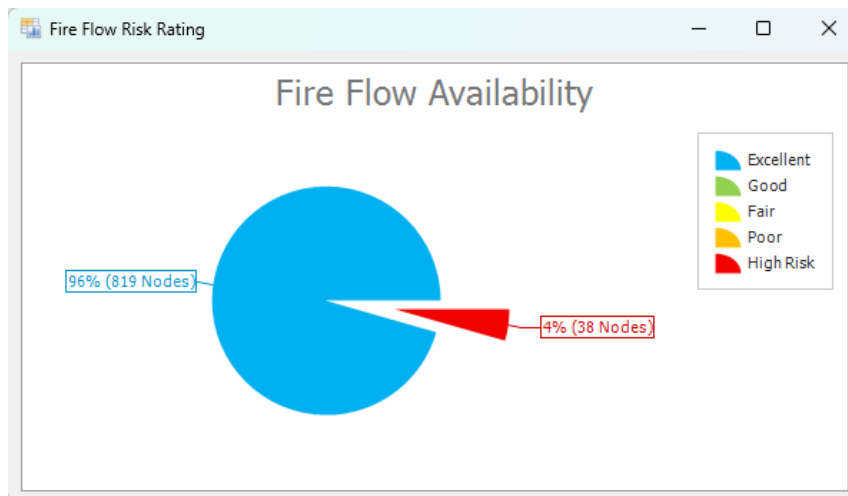 Fire Flow Risk Rating
Fire Flow Availability
Excellent
Good
Fair
Poor
High Risk
96% (819 Nodes)
4% (38 Nodes)